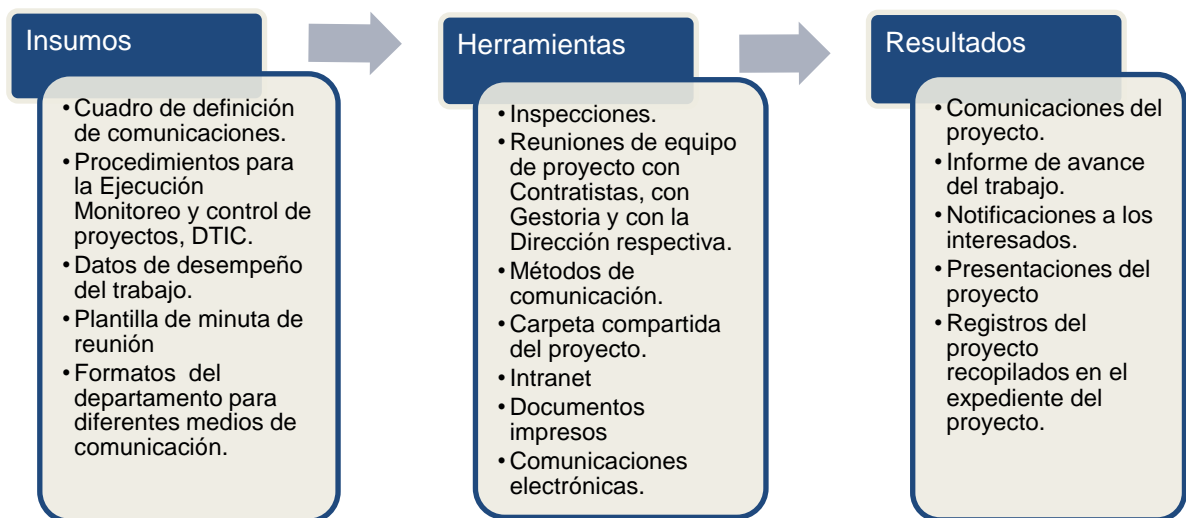 Insumos
• Cuadro de definición
de comunicaciones.
• Procedimientos para
la Ejecución
Monitoreo y control de
proyectos, DTIC.
• Datos de desempeño
del trabajo.
• Plantilla de minuta de
reunión
• Formatos del
departamento para
diferentes medios de
comunicación.
Herramientas
• Inspecciones.
• Reuniones de equipo
de proyecto con
Contratistas, con
Gestoria y con la
Dirección respectiva.
• Métodos de
comunicación.
• Carpeta compartida
del proyecto.
• Intranet
• Documentos
impresos
• Comunicaciones
electrónicas.
Resultados
• Comunicaciones del
proyecto.
• Informe de avance
del trabajo.
• Notificaciones a los
interesados.
• Presentaciones del
proyecto
• Registros del
proyecto
recopilados en el
expediente del
proyecto.